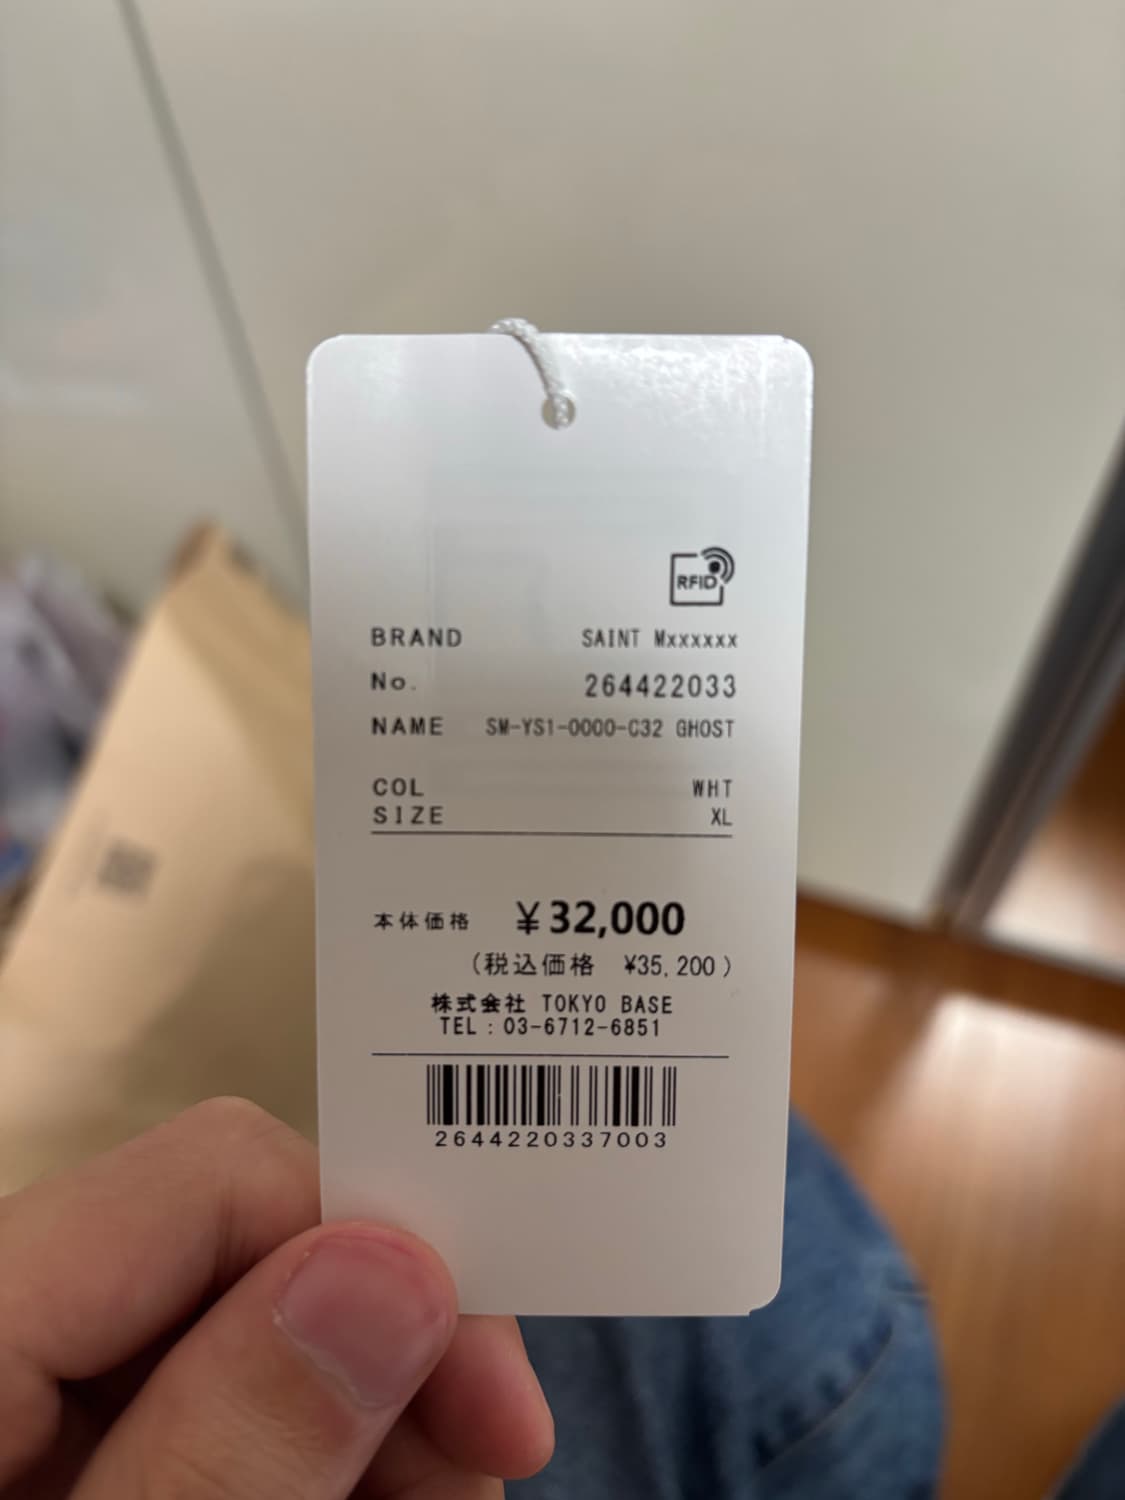 RFID
BRAND SAINT Mxxxxxx
No. 264422033
NAME SM-YS1-0000-C32 GHOST
COL WHT
SIZE XL
本体価格 ¥32,000
(税込価格 ¥35,200)
株式会社 TOKYO BASE
TEL:03-6712-6851
2644220337003